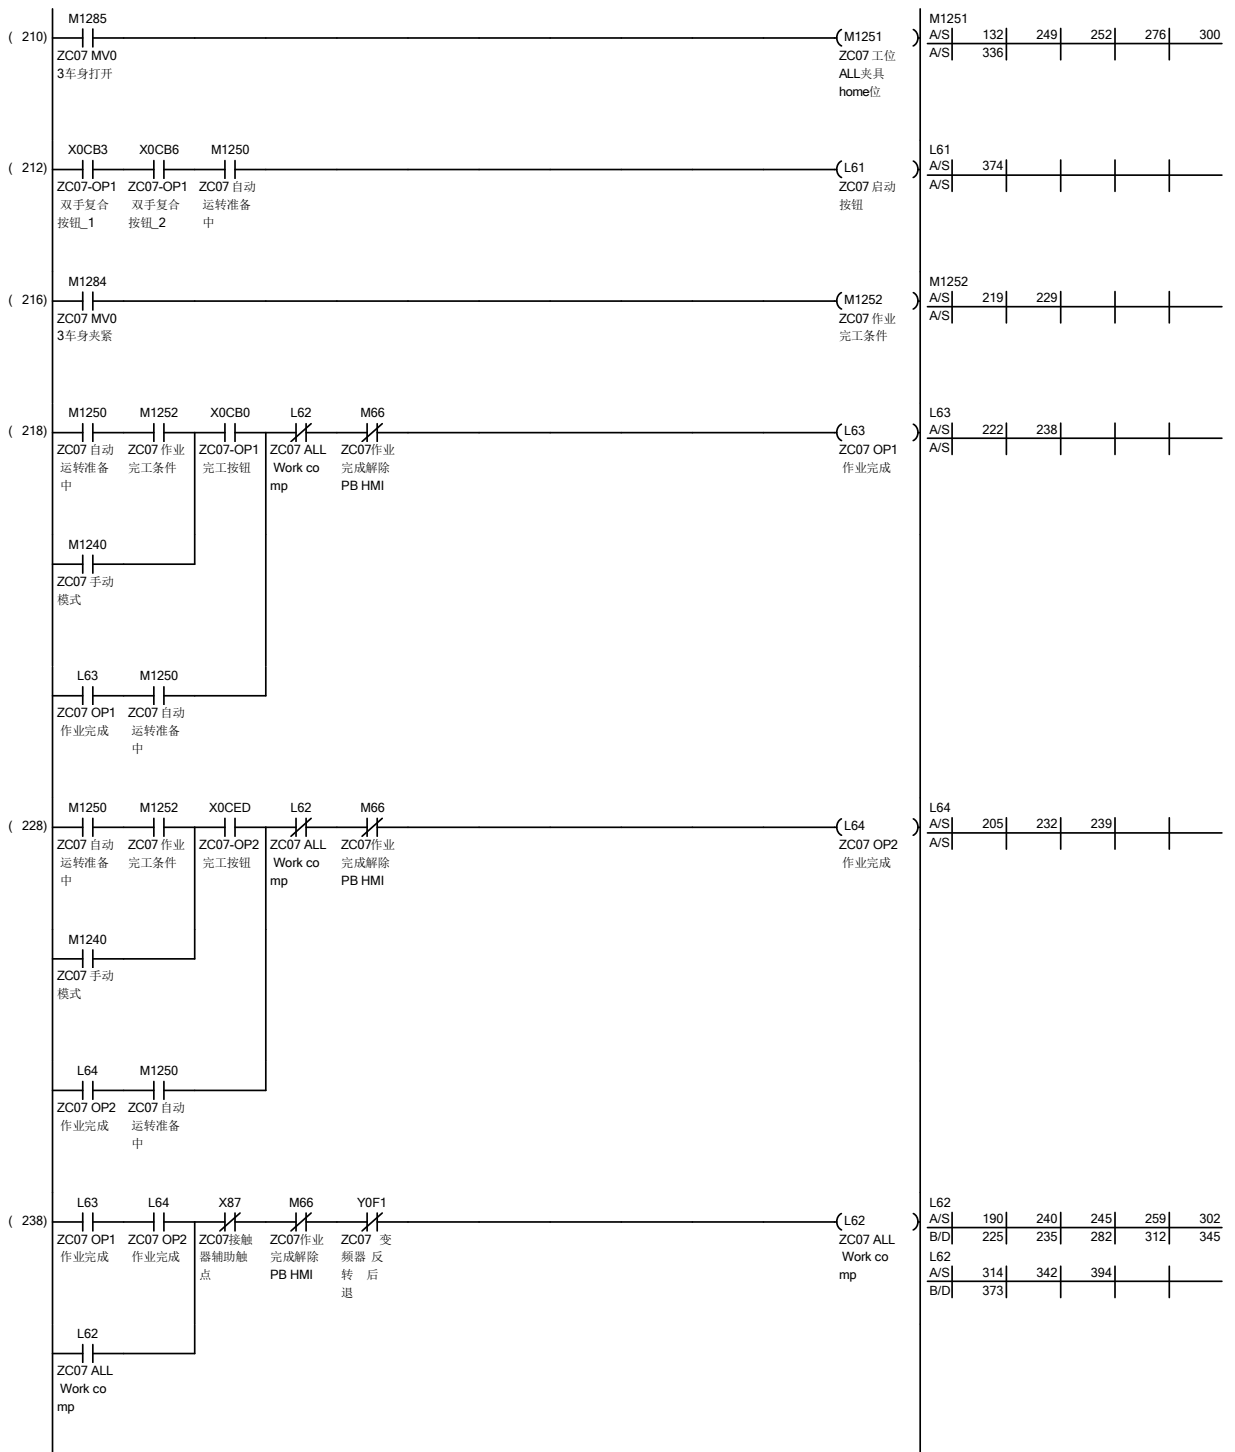 M1285
M1251
( 210)
(M1251 )
A/S 132 249 252 276 300
A/S 336
ZC07 MV0
3车身打开
ZC07 工位
ALL夹具
home位
X0CB3 X0CB6 M1250
L61
( 212)
(L61 )
A/S 374
A/S
ZC07-OP1 ZC07-OP1 ZC07 自动
双手复合 双手复合 运转准备
按钮_1 按钮_2 中
ZC07 启动
按钮
M1284
M1252
( 216)
(M1252 )
A/S 219 229
A/S
ZC07 MV0
3车身夹紧
ZC07 作业
完工条件
M1250 M1252 X0CB0 L62 M66
L63
( 218)
(L63 )
A/S 222 238
A/S
ZC07 自动 ZC07 作业 ZC07-OP1 ZC07 ALL ZC07作业
运转准备 完工条件 完工按钮 Work co 完成解除
中 mp PB HMI
ZC07 OP1
作业完成
M1240
ZC07 手动
模式
L63 M1250
ZC07 OP1 ZC07 自动
作业完成 运转准备
中
M1250 M1252 X0CED L62 M66
L64
( 228)
(L64 )
A/S 205 232 239
A/S
ZC07 自动 ZC07 作业 ZC07-OP2 ZC07 ALL ZC07作业
运转准备 完工条件 完工按钮 Work co 完成解除
中 mp PB HMI
ZC07 OP2
作业完成
M1240
ZC07 手动
模式
L64 M1250
ZC07 OP2 ZC07 自动
作业完成 运转准备
中
L63 L64 X87 M66 Y0F1
L62
( 238)
(L62 )
A/S 190 240 245 259 302
B/D 225 235 282 312 345
L62
A/S 314 342 394
B/D 373
ZC07 OP1 ZC07 OP2 ZC07接触 ZC07作业 ZC07 变
作业完成 作业完成 器辅助触 完成解除 频器 反
点 PB HMI 转 后
退
ZC07 ALL
Work co
mp
L62
ZC07 ALL
Work co
mp